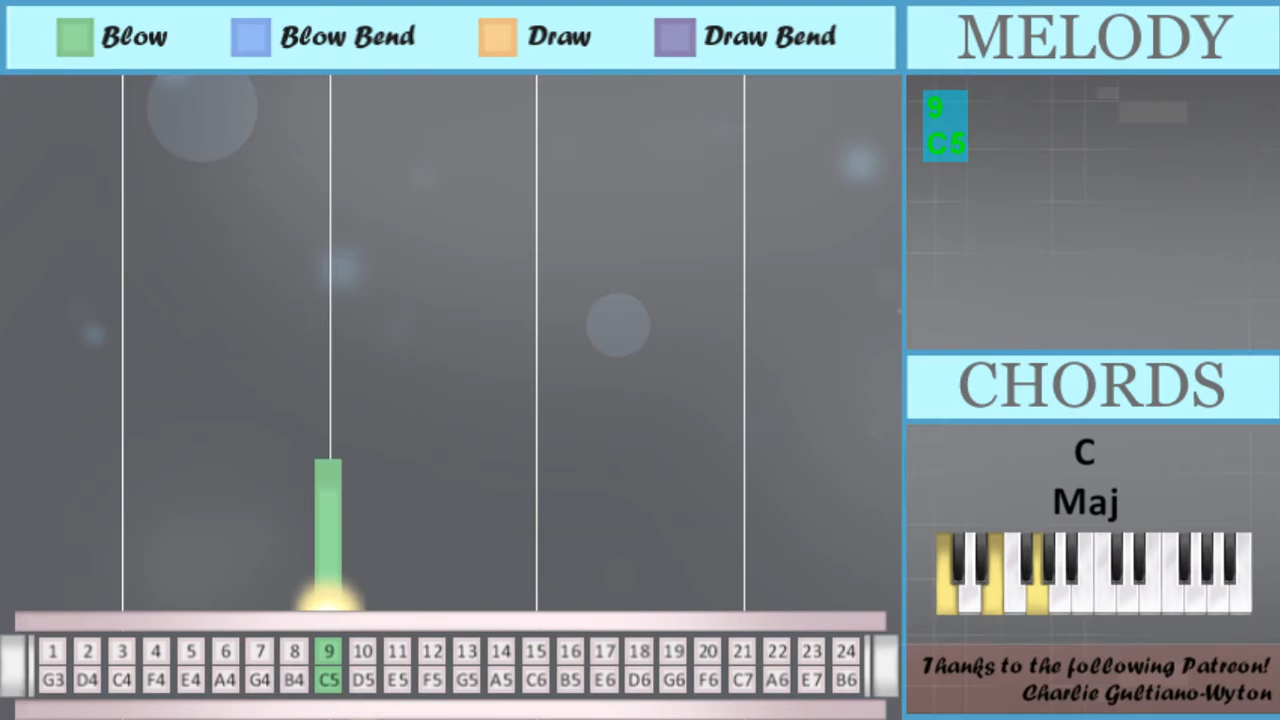 Blow Blow Bend Draw Draw Bend
MELODY
9
C5
CHORDS
C
Maj
1 2 3 4 5 6 7 8 9 10 11 12 13 14 15 16 17 18 19 20 21 22 23 24
G3 D4 C4 F4 E4 A4 G4 B4 C5 D5 E5 F5 G5 A5 C6 B5 E6 D6 G6 F6 C7 A6 E7 B6
Thanks to the following Patreon!
Charlie Gultiano-Wyton